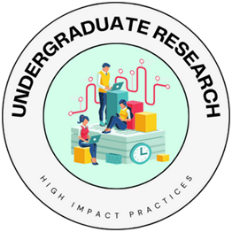 UNDERGRADUATE RESEARCH
HIGH IMPACT PRACTICES